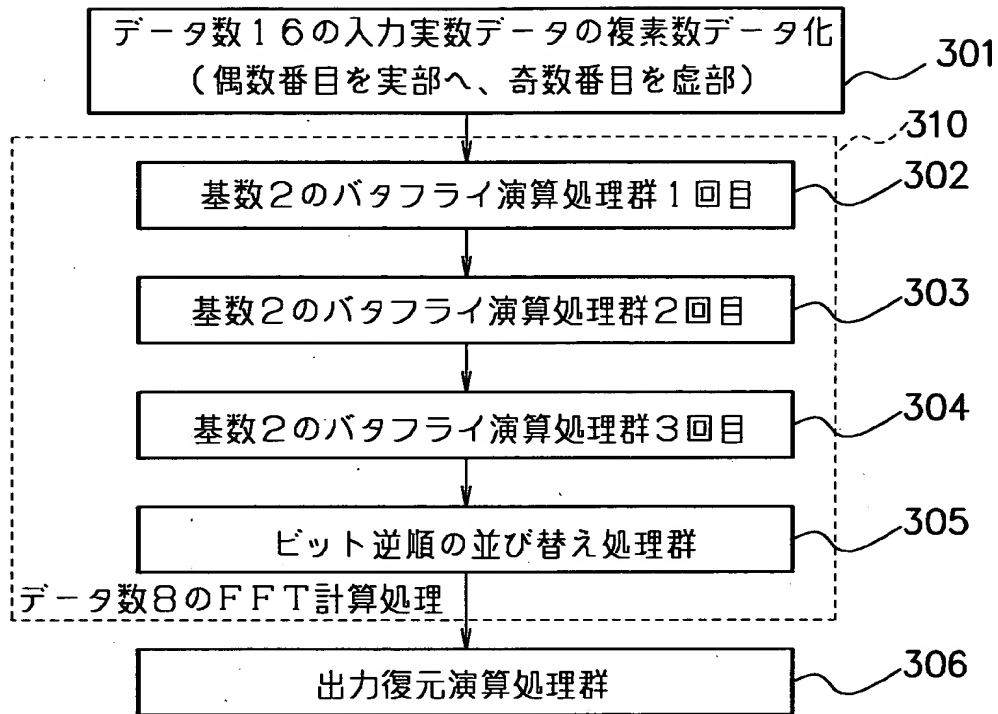 データ数16の入力実数データの複素数データ化
(偶数番目を実部へ、奇数番目を虚部)
301
310
基数2のバタフライ演算処理群1回目
302
基数2のバタフライ演算処理群2回目
303
基数2のバタフライ演算処理群3回目
304
ビット逆順の並び替え処理群
305
データ数8のFFT計算処理
出力復元演算処理群
306